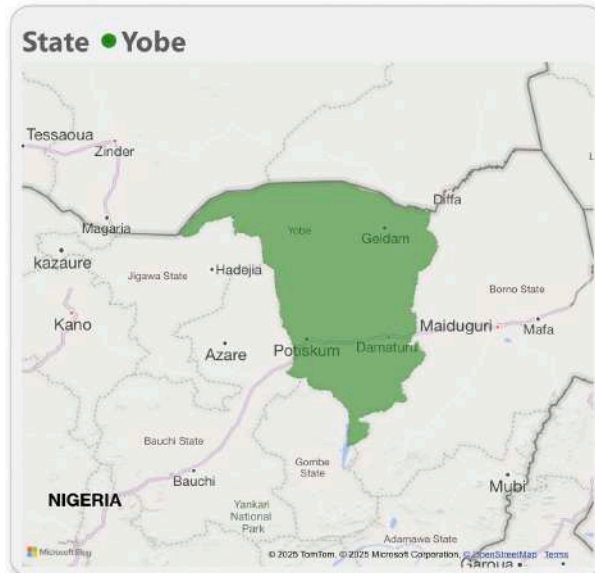 State Yobe
Tessaoua
Zinder
Diffa
Magaria
Yobe
Geidam
kazaure
Hadejia
Jigawa State
Borno State
Kano
Maiduguri
Mafa
Azare
Potiskum
Damaturu
Bauchi State
Gombe State
Bauchi
Mubi
NIGERIA
Yankari
National
Park
Adamawa State
Microsoft Bing
© 2025 TomTom, © 2025 Microsoft Corporation, © OpenStreetMap Terms
Garoua